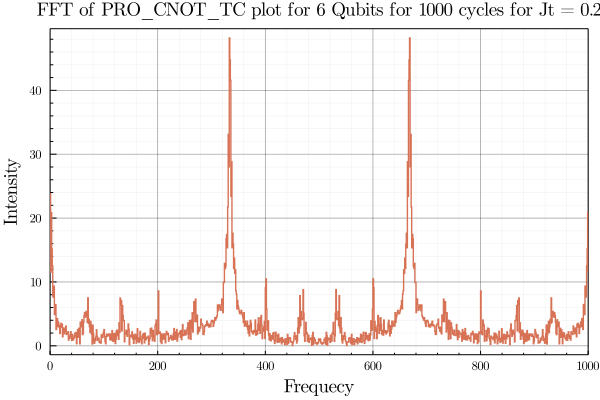 FFT of PRO_CNOT_TC plot for 6 Qubits for 1000 cycles for Jt = 0.2
40
30
20
10
0
Intensity
0 200 400 600 800 1000
Frequecy